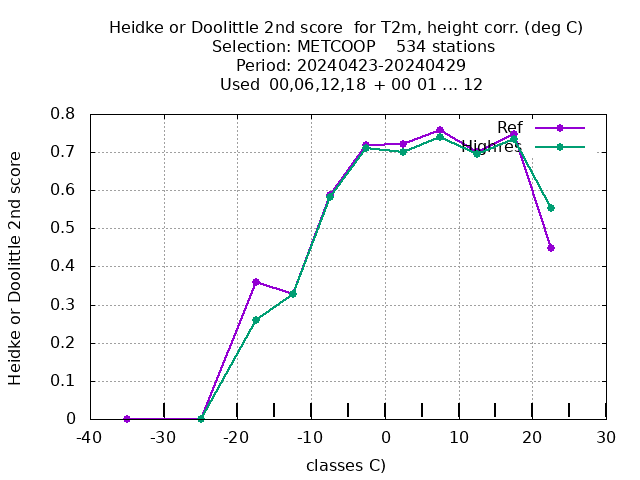 Heidke or Doolittle 2nd score  for T2m, height corr. (deg C)
Selection: METCOOP    534 stations
Period: 20240423-20240429
Used  00,06,12,18 + 00 01 ... 12
Heidke or Doolittle 2nd score
0.8
0.7
0.6
0.5
0.4
0.3
0.2
0.1
0
Ref
Highres
-40 -30 -20 -10 0 10 20 30
classes C)